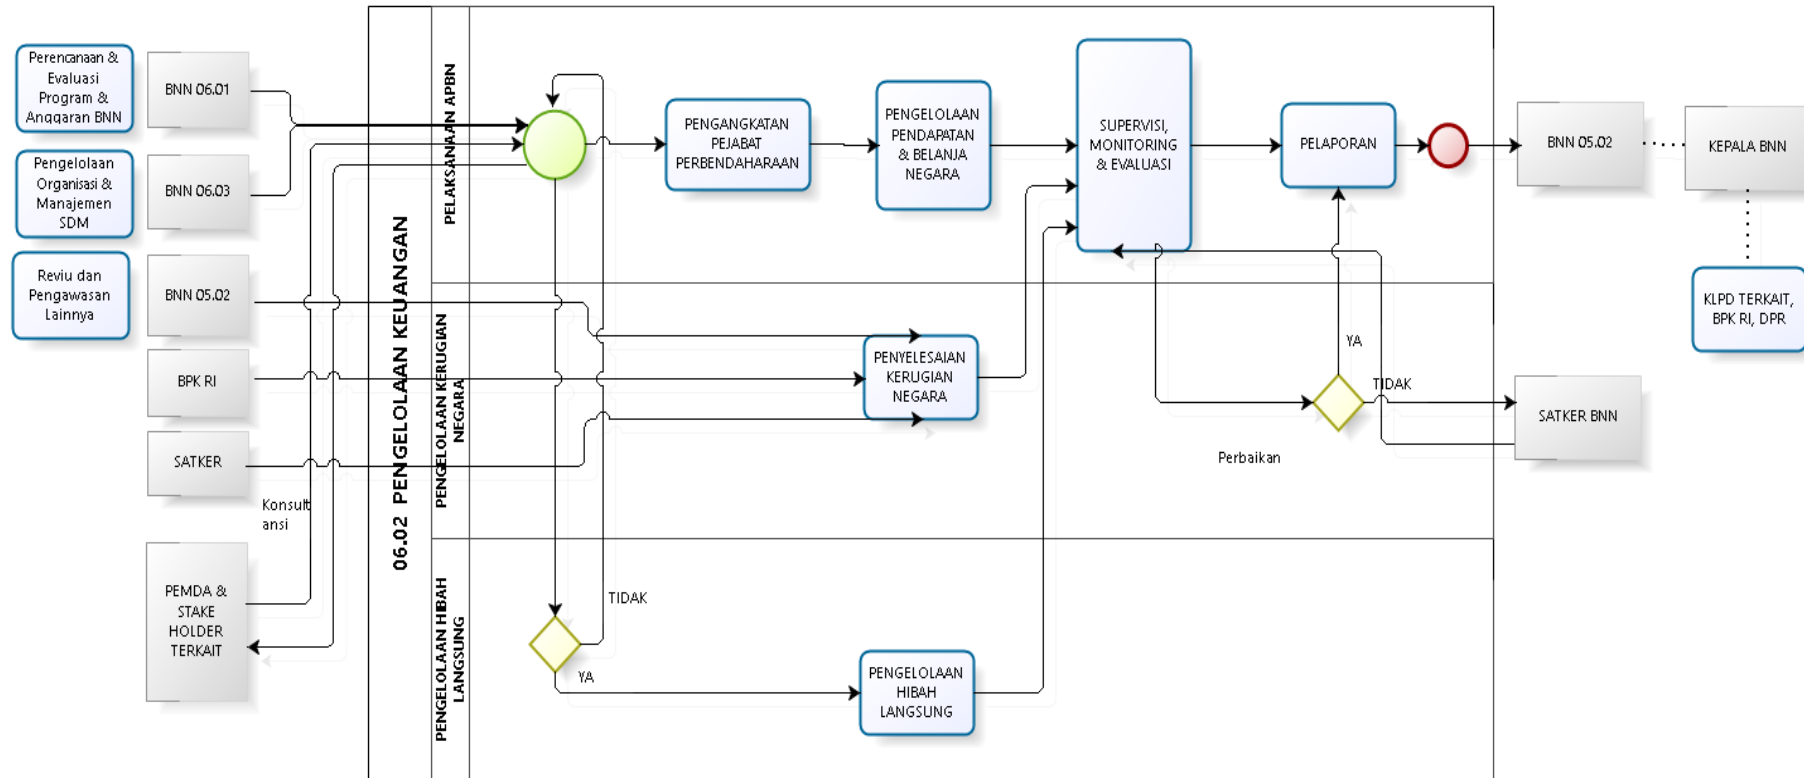 Perencanaan &
Evaluasi
Program &
Anggaran BNN
BNN 06.01
Pengelolaan
Organisasi &
Manajemen
SDM
BNN 06.03
Reviu dan
Pengawasan
Lainnya
BNN 05.02
BPK RI
SATKER
Konsult
ansi
PEMDA &
STAKE
HOLDER
TERKAIT
06.02 PENGELOLAAN KEUANGAN
PELAKSANAAN APBN
PENGELOLAAN KERUGIAN
NEGARA
PENGELOLAAN HIBAH
LANGSUNG
PENGANGKATAN
PEJABAT
PERBENDAHARAAN
PENGELOLAAN
PENDAPATAN
& BELANJA
NEGARA
SUPERVISI,
MONITORING
& EVALUASI
PELAPORAN
BNN 05.02
KEPALA BNN
KLPD TERKAIT,
BPK RI, DPR
PENYELESAIAN
KERUGIAN
NEGARA
YA
TIDAK
SATKER BNN
Perbaikan
TIDAK
YA
PENGELOLAAN
HIBAH
LANGSUNG